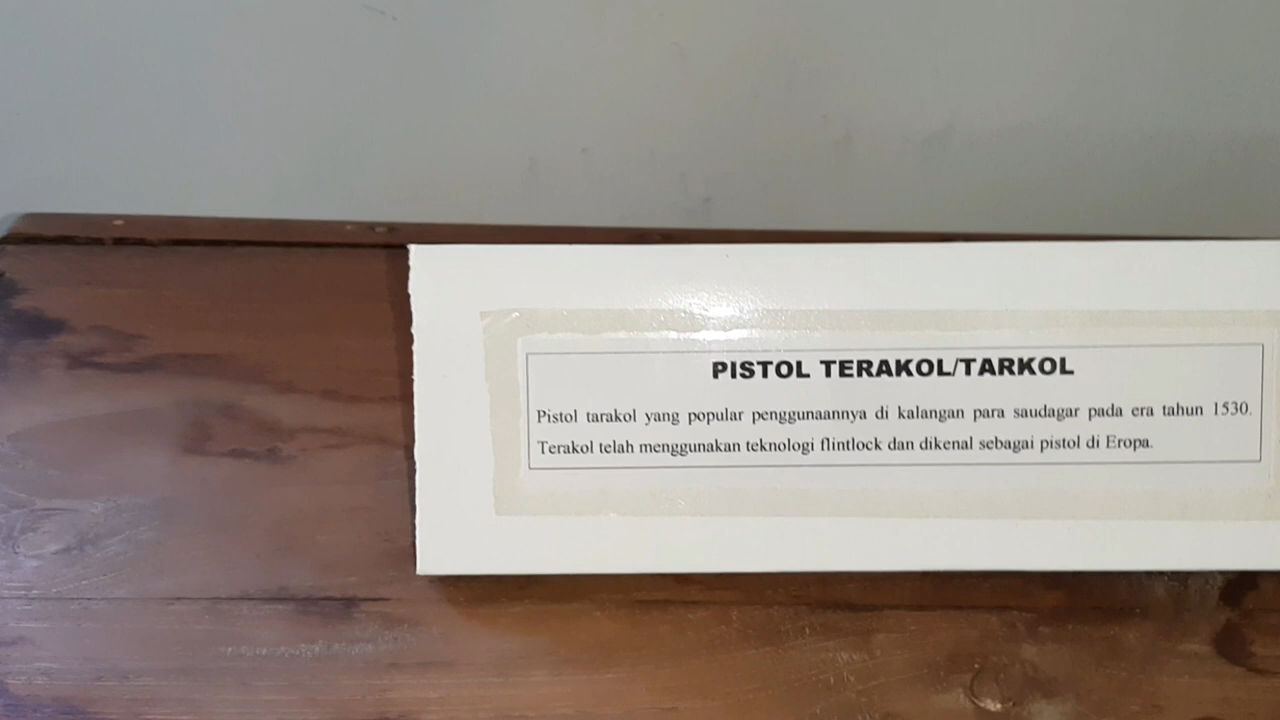 PISTOL TERAKOL/TARKOL
Pistol tarakol yang popular penggunaannya di kalangan para saudagar pada era tahun 1530.
Terakol telah menggunakan teknologi flintlock dan dikenal sebagai pistol di Eropa.